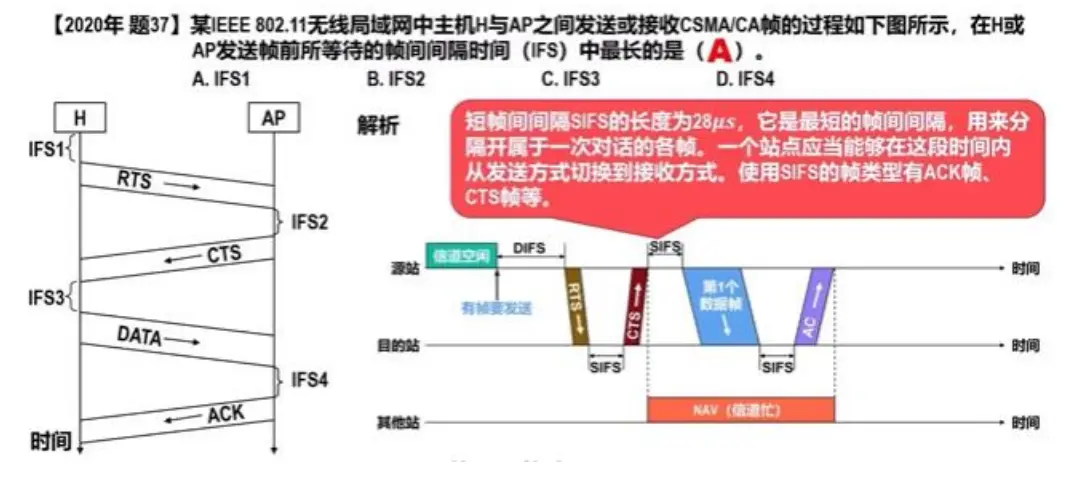 【2020年 题37】某IEEE 802.11无线局域网中主机H与AP之间发送或接收CSMA/CA帧的过程如下图所示，在H或
AP发送帧前所等待的帧间间隔时间（IFS）中最长的是（A）。
A. IFS1 B. IFS2 C. IFS3 D. IFS4
H AP
IFS1
RTS
IFS2
CTS
IFS3
DATA
IFS4
ACK
时间
解析
短帧间间隔SIFS的长度为28𝜇𝑠，它是最短的帧间间隔，用来分
隔开属于一次对话的各帧。一个站点应当能够在这段时间内
从发送方式切换到接收方式。使用SIFS的帧类型有ACK帧、
CTS帧等。
信道空闲 DIFS SIFS
源站 时间
有帧要发送
RTS
CTS
第1个
数据帧
AC
目的站 时间
SIFS SIFS
NAV（信道忙）
其他站 时间